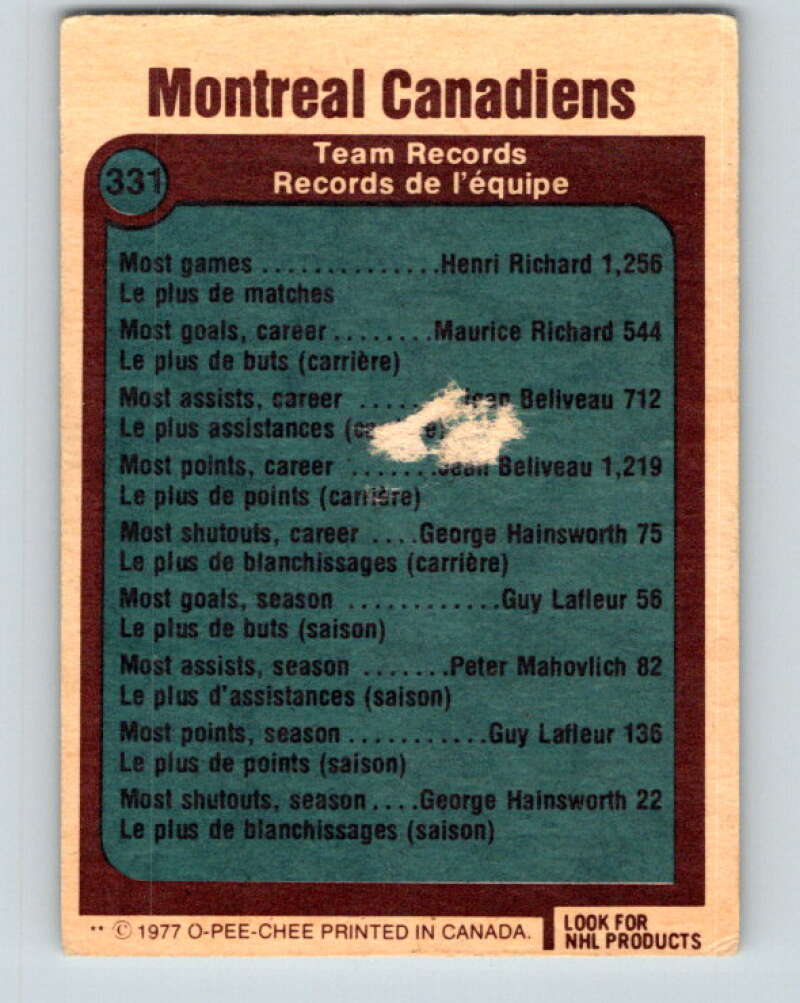 Montreal Canadiens
Team Records
331
Records de l'équipe
Most games ..............Henri Richard 1,256
Le plus de matches
Most goals, career ........Maurice Richard 544
Le plus de buts (carrière)
Most assists, career ..... Jean Beliveau 712
Le plus assistances
Most points, career .......Jean Beliveau 1,219
Le plus de points (carrière)
Most shutouts, career ....George Hainsworth 75
Le plus de blanchissages (carrière)
Most goals, season ............Guy Lafleur 56
Le plus de buts (saison)
Most assists, season .......Peter Mahovlich 82
Le plus d'assistances (saison)
Most points, season ...........Guy Lafleur 136
Le plus de points (saison)
Most shutouts, season ....George Hainsworth 22
Le plus de blanchissages (saison)
** © 1977 O-PEE-CHEE PRINTED IN CANADA.
LOOK FOR
NHL PRODUCTS